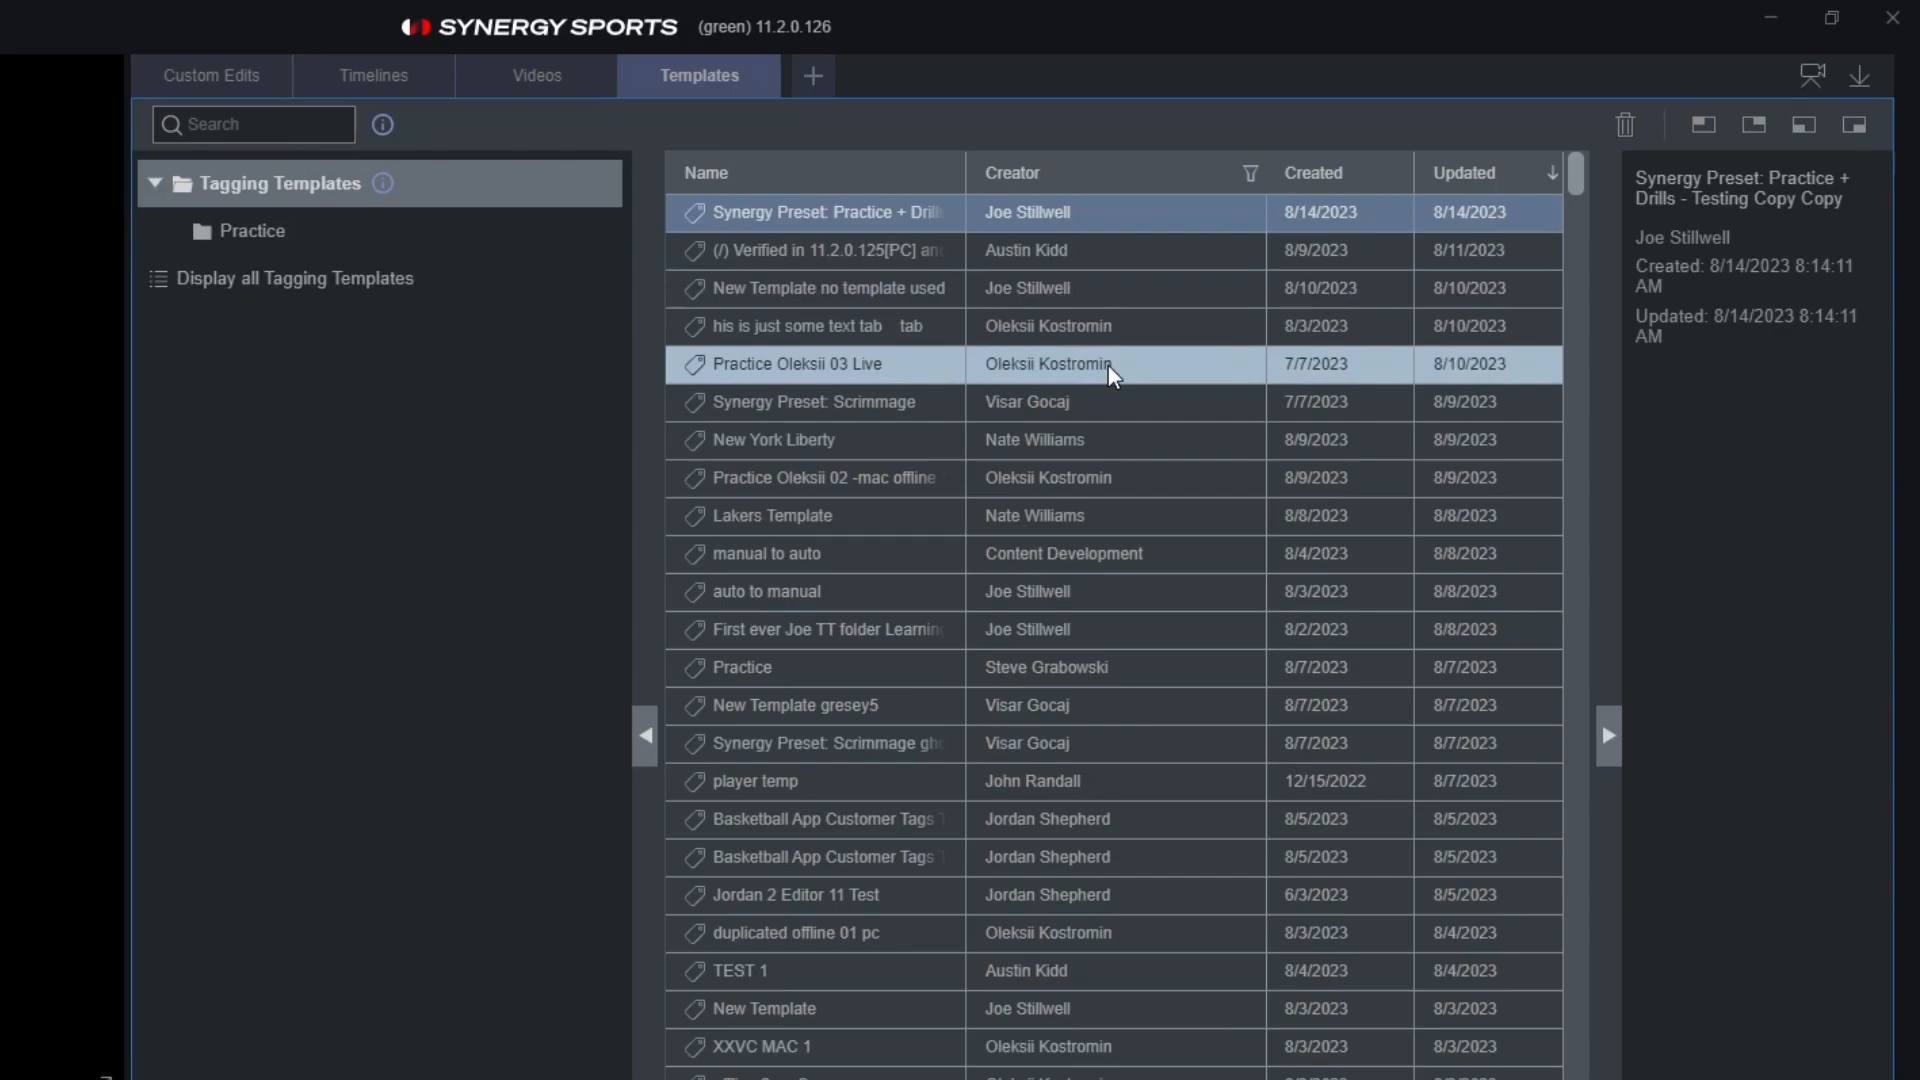 SYNERGY SPORTS (green) 11.2.0.126
Custom Edits Timelines Videos Templates
Search
Tagging Templates
Practice
Display all Tagging Templates
Name Creator Created Updated
Synergy Preset: Practice + Drill Joe Stillwell 8/14/2023 8/14/2023
(/) Verified in 11.2.0.125[PC] an Austin Kidd 8/9/2023 8/11/2023
New Template no template used Joe Stillwell 8/10/2023 8/10/2023
his is just some text tab tab Oleksii Kostromin 8/3/2023 8/10/2023
Practice Oleksii 03 Live Oleksii Kostromin 7/7/2023 8/10/2023
Synergy Preset: Scrimmage Visar Gocaj 7/7/2023 8/9/2023
New York Liberty Nate Williams 8/9/2023 8/9/2023
Practice Oleksii 02 -mac offline Oleksii Kostromin 8/9/2023 8/9/2023
Lakers Template Nate Williams 8/8/2023 8/8/2023
manual to auto Content Development 8/4/2023 8/8/2023
auto to manual Joe Stillwell 8/3/2023 8/8/2023
First ever Joe TT folder Learnin Joe Stillwell 8/2/2023 8/8/2023
Practice Steve Grabowski 8/7/2023 8/7/2023
New Template gresey5 Visar Gocaj 8/7/2023 8/7/2023
Synergy Preset: Scrimmage gh Visar Gocaj 8/7/2023 8/7/2023
player temp John Randall 12/15/2022 8/7/2023
Basketball App Customer Tags Jordan Shepherd 8/5/2023 8/5/2023
Basketball App Customer Tags Jordan Shepherd 8/5/2023 8/5/2023
Jordan 2 Editor 11 Test Jordan Shepherd 6/3/2023 8/5/2023
duplicated offline 01 pc Oleksii Kostromin 8/3/2023 8/4/2023
TEST 1 Austin Kidd 8/4/2023 8/4/2023
New Template Joe Stillwell 8/3/2023 8/3/2023
XXVC MAC 1 Oleksii Kostromin 8/3/2023 8/3/2023
Synergy Preset: Practice +
Drills - Testing Copy Copy
Joe Stillwell
Created: 8/14/2023 8:14:11
AM
Updated: 8/14/2023 8:14:11
AM